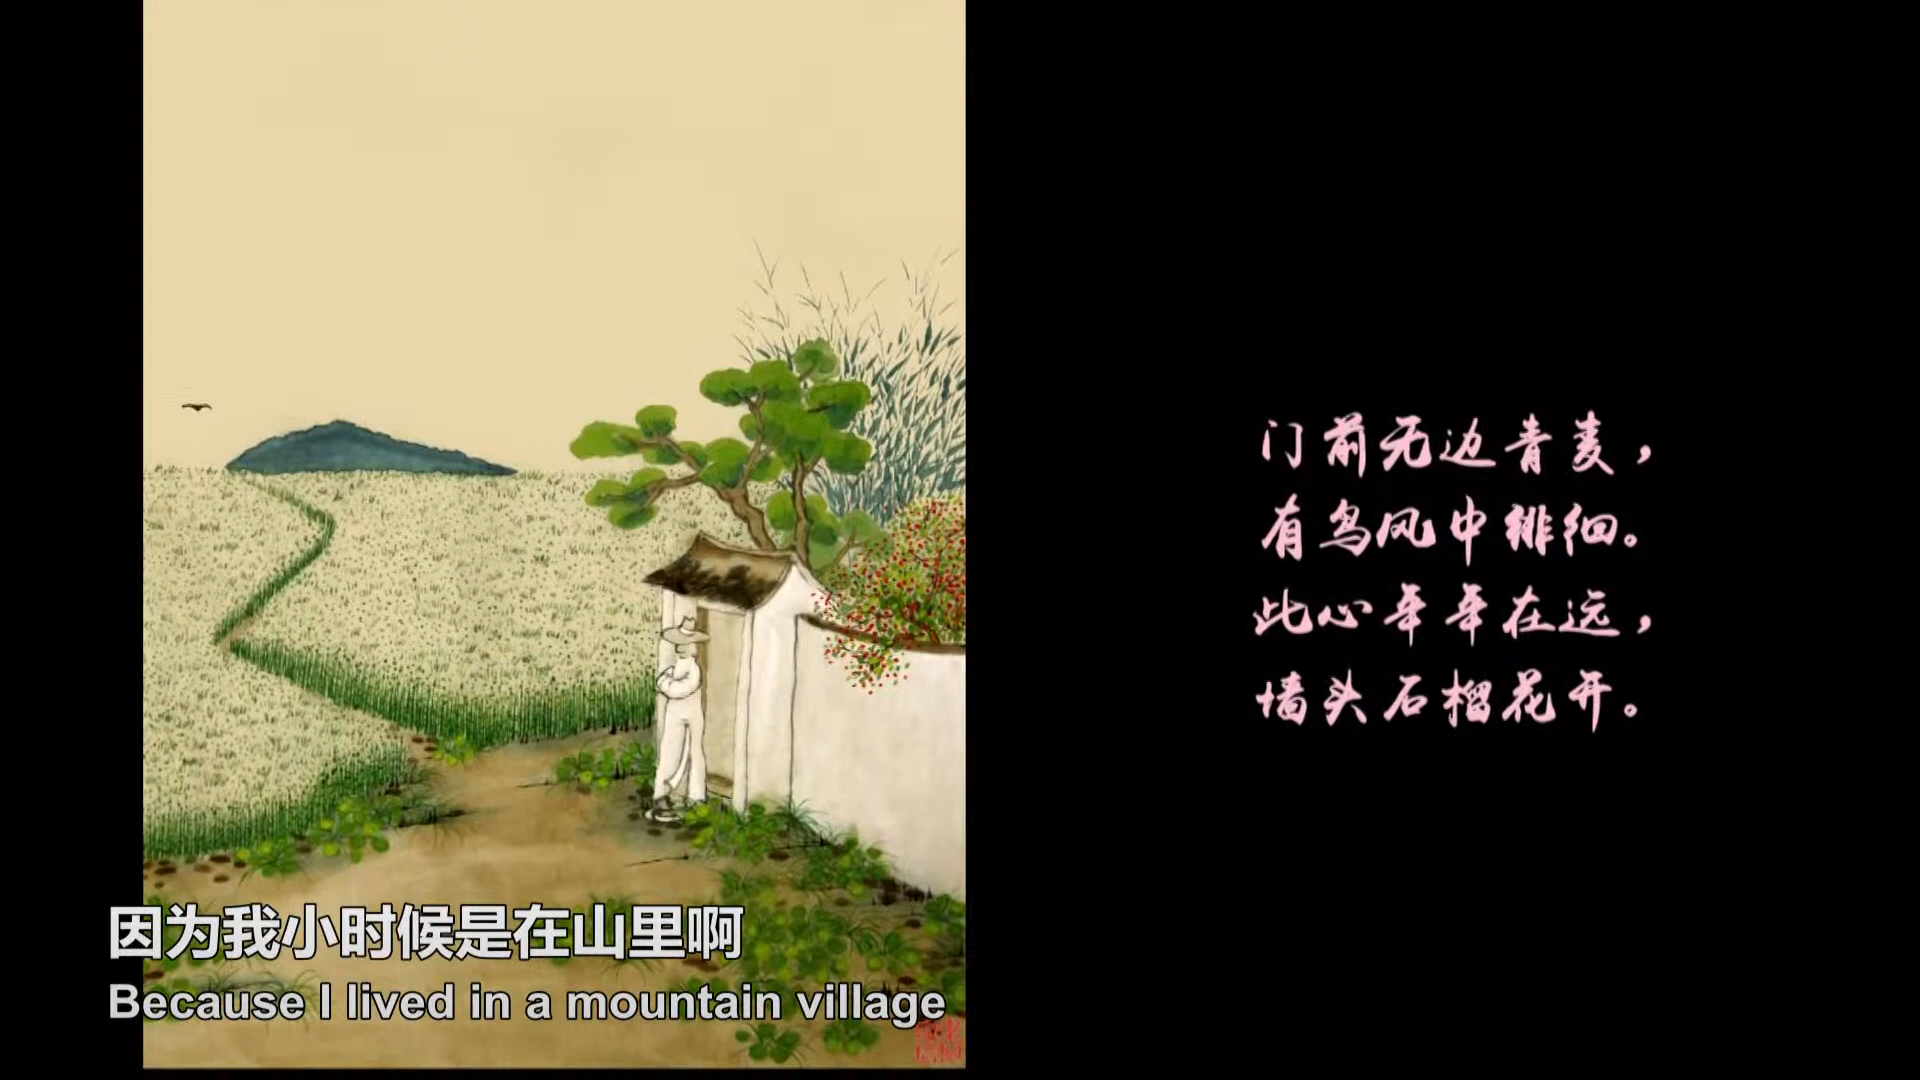 门前无边青麦，
有鸟风中徘徊。
此心年年在远，
墙头石榴花开。
因为我小时候是在山里啊
Because I lived in a mountain village